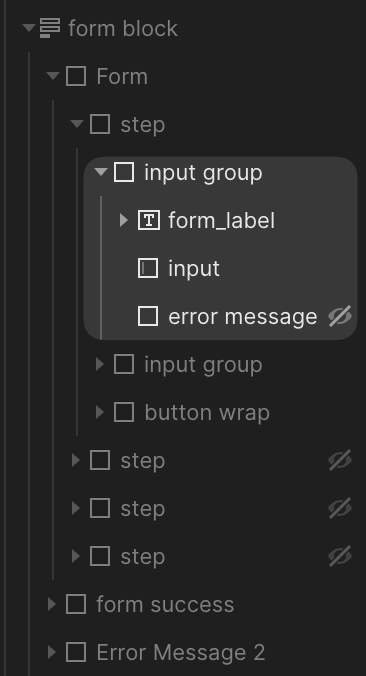 form block
Form
step
input group
form_label
input
error message
input group
button wrap
step
step
step
form success
Error Message 2